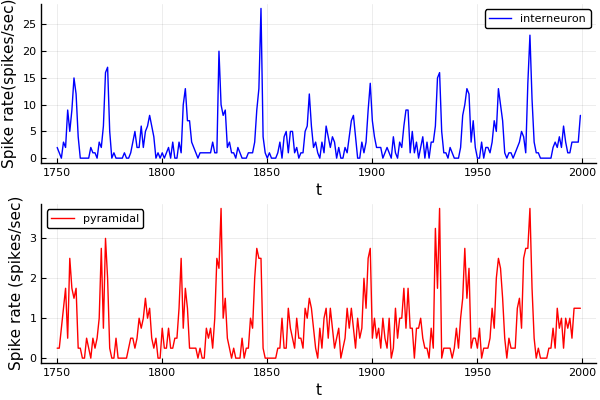 Spike rate(spikes/sec)
25
20
15
10
5
0
interneuron
1750 1800 1850 1900 1950 2000
t
Spike rate (spikes/sec)
3
2
1
0
pyramidal
1750 1800 1850 1900 1950 2000
t